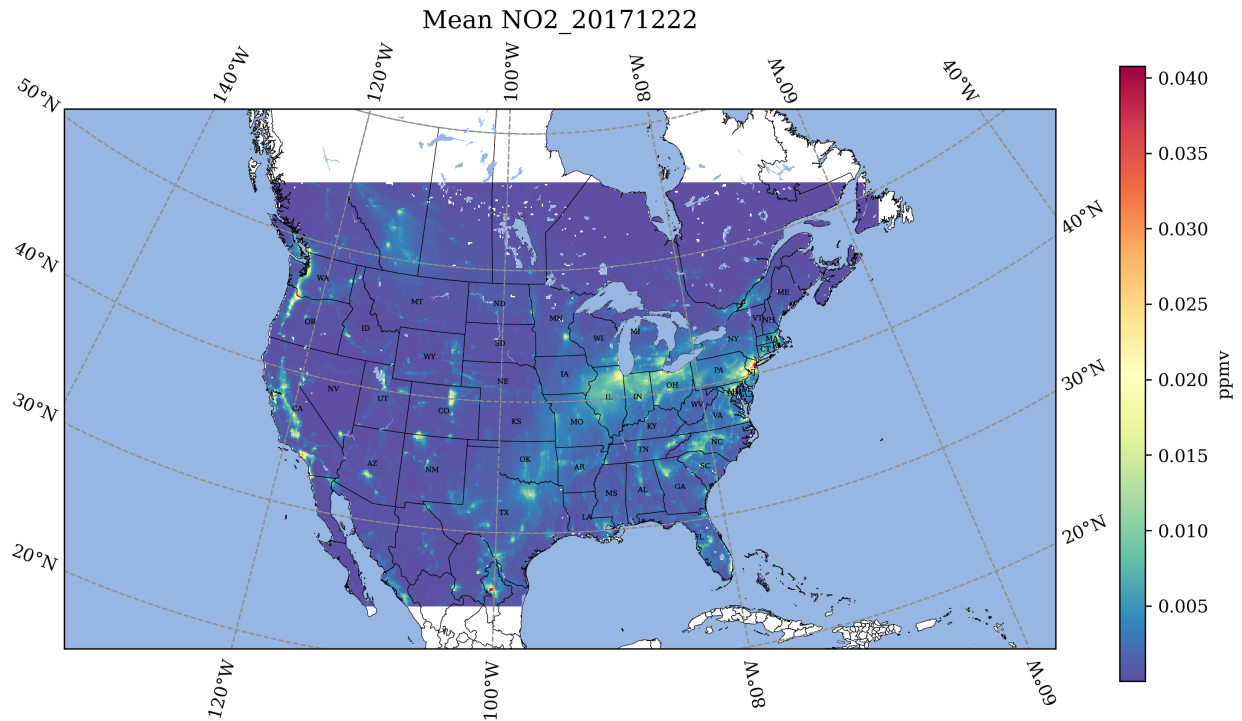 Mean NO2_20171222
140°W
120°W
100°W
80°W
60°W
40°W
50°N
40°N
30°N
20°N
40°N
30°N
20°N
120°W
100°W
80°W
60°W
WA
OR
CA
NV
ID
MT
WY
UT
CO
AZ
NM
ND
SD
NE
KS
OK
TX
MN
IA
MO
AR
LA
WI
IL
MI
IN
OH
KY
TN
MS
AL
GA
FL
SC
NC
VA
WV
PA
NY
VT
NH
ME
MA
CT
NJ
0.040
0.035
0.030
0.025
0.020
0.015
0.010
0.005
ppmv